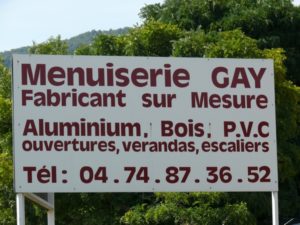 Menuiserie GAY
Fabricant sur Mesure
Aluminium, Bois, P.V.C
ouvertures, verandas, escaliers
Tél : 04.74.87.36.52